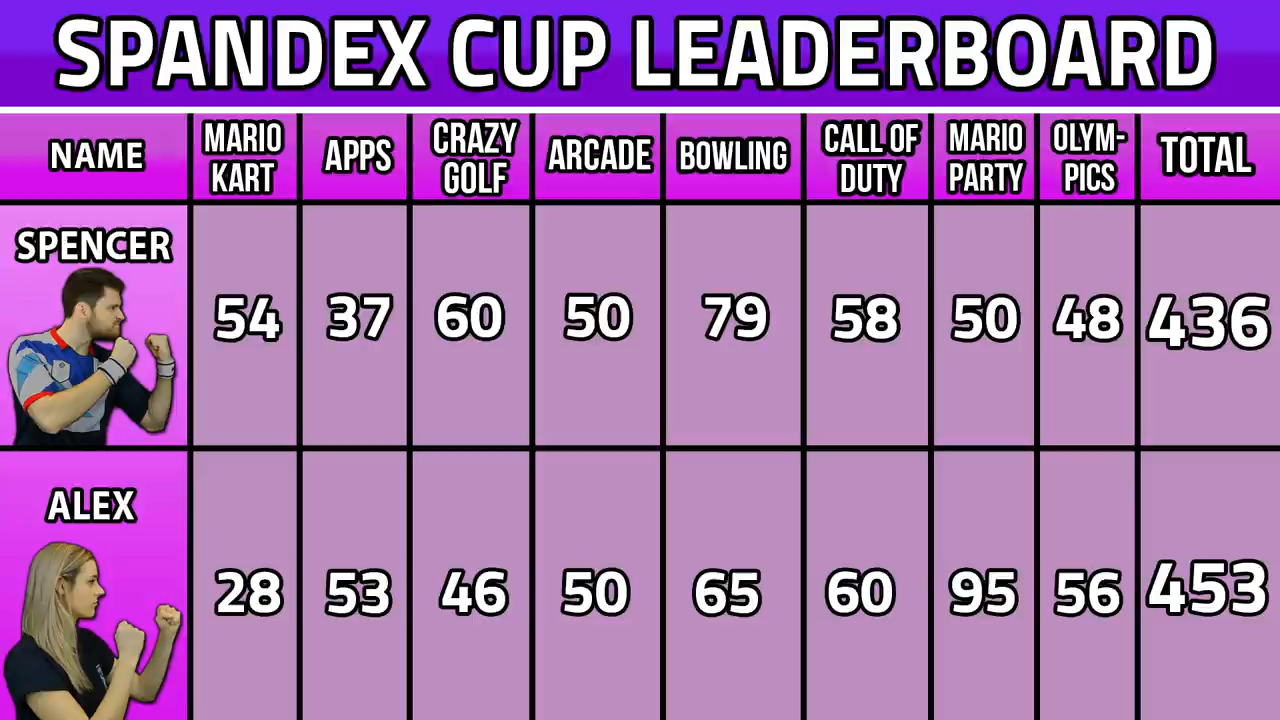 SPANDEX CUP LEADERBOARD
NAME MARIO KART APPS CRAZY GOLF ARCADE BOWLING CALL OF DUTY MARIO PARTY OLYM-PICS TOTAL
SPENCER 54 37 60 50 79 58 50 48 436
ALEX 28 53 46 50 65 60 95 56 453